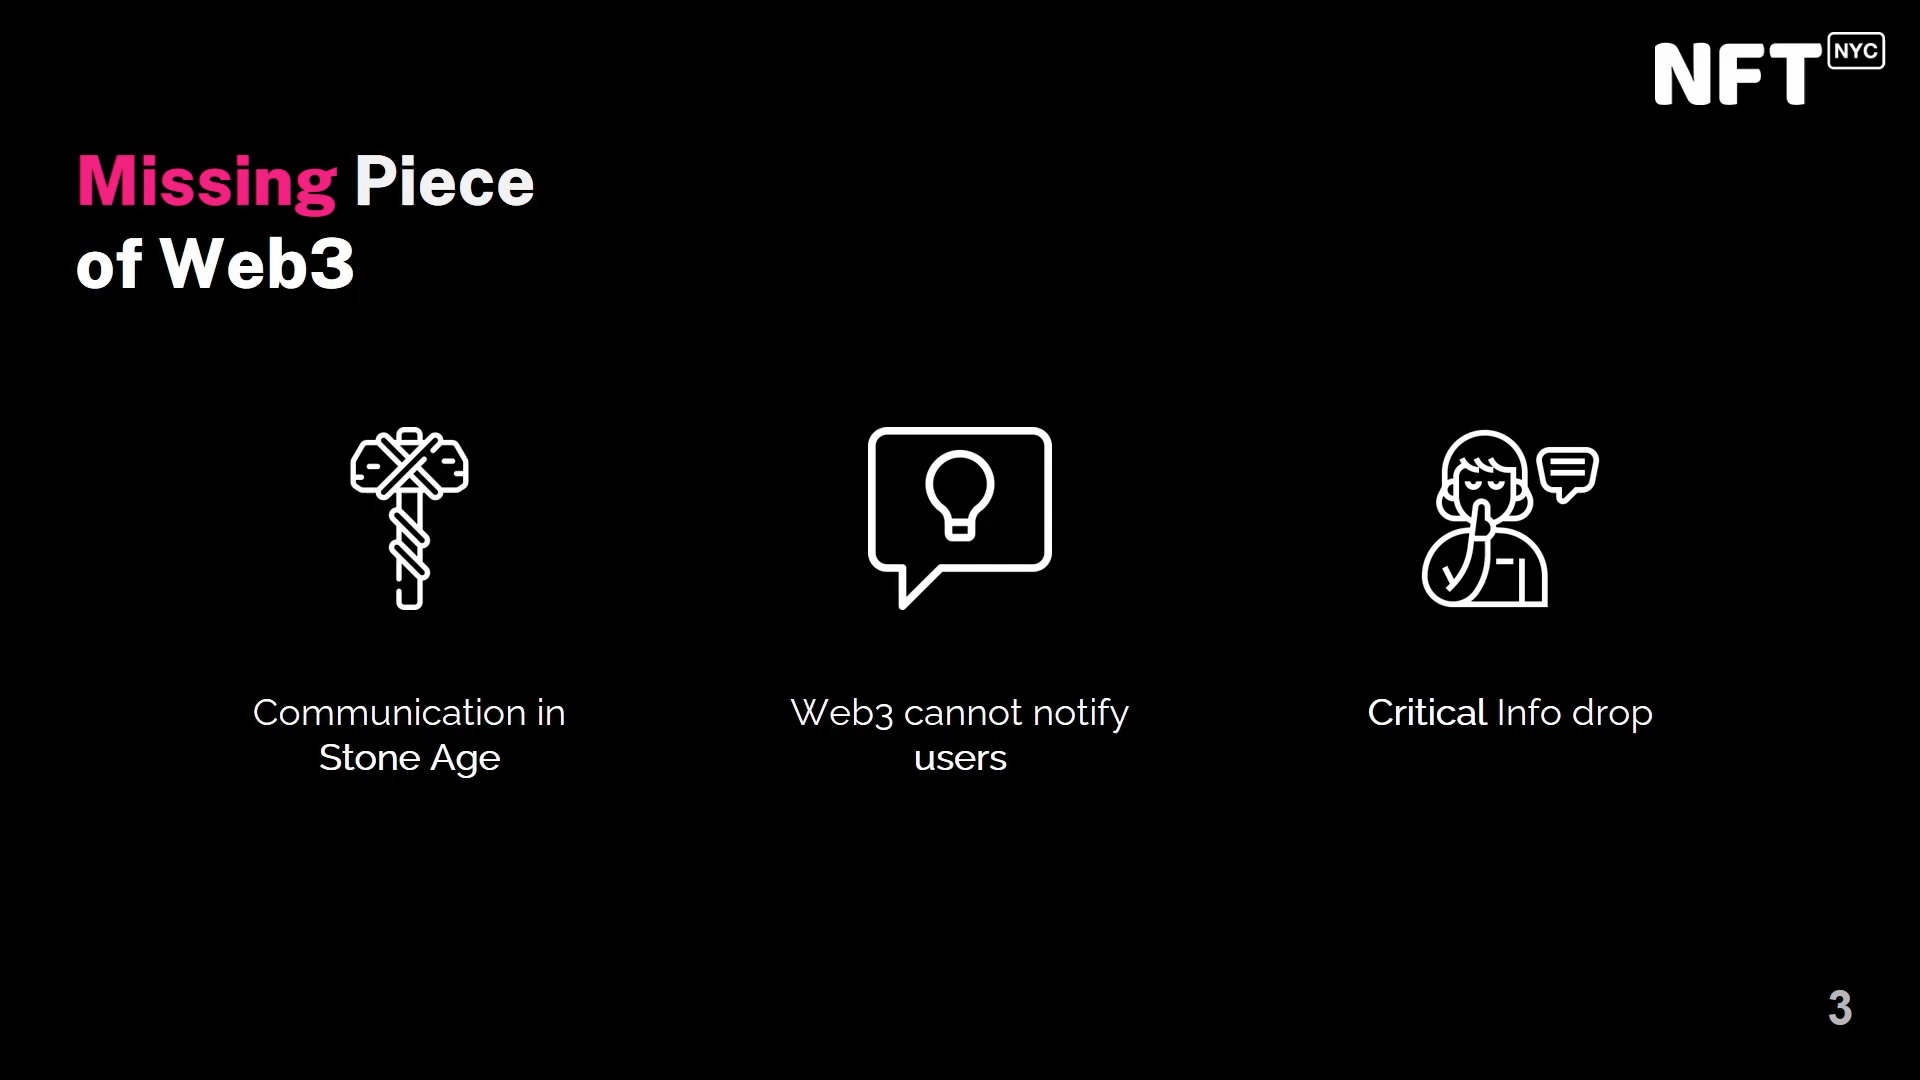 NFT NYC
Missing Piece
of Web3
Communication in
Stone Age
Web3 cannot notify
users
Critical Info drop
3